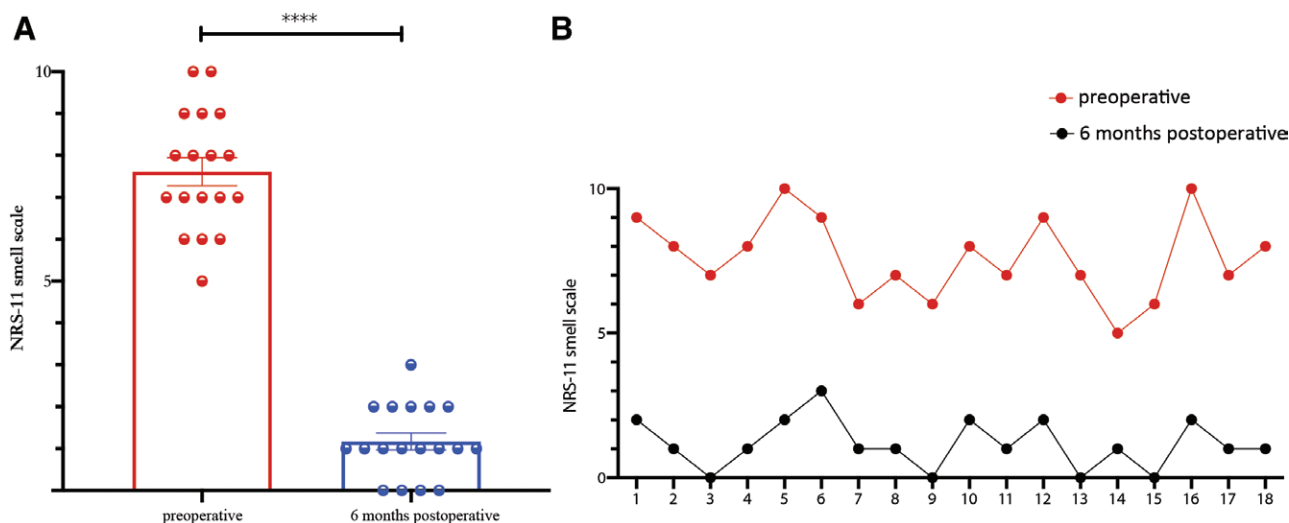 A
****
10
5
NRS-11 smell scale
preoperative
6 months postoperative
B
preoperative
6 months postoperative
10
5
0
NRS-11 smell scale
1 2 3 4 5 6 7 8 9 10 11 12 13 14 15 16 17 18